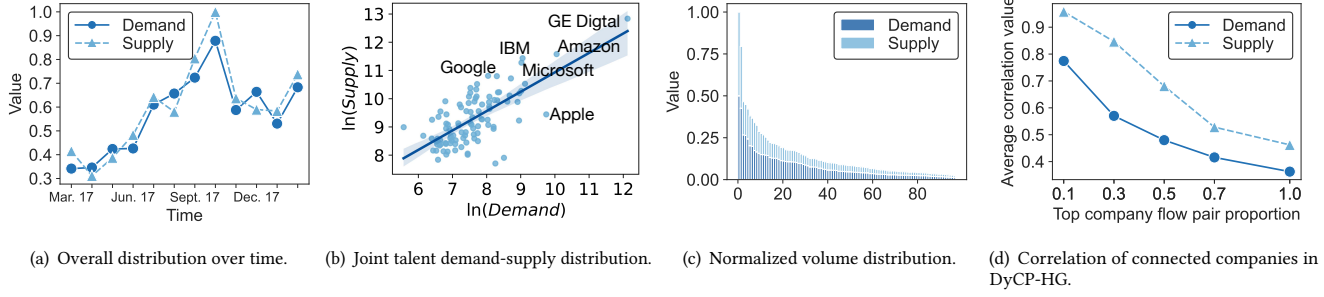 Demand
Supply
Value
1.0
0.9
0.8
0.7
0.6
0.5
0.4
0.3
Mar. 17
Jun. 17
Sept. 17
Dec. 17
Time
(a) Overall distribution over time.
ln(Supply)
13
12
11
10
9
8
GE Digtal
IBM
Amazon
Google
Microsoft
Apple
6
7
8
9
10
11
12
ln(Demand)
(b) Joint talent demand-supply distribution.
Value
1.00
0.75
0.50
0.25
0.00
Demand
Supply
0
20
40
60
80
(c) Normalized volume distribution.
Average correlation value
0.9
0.8
0.7
0.6
0.5
0.4
Demand
Supply
0.1
0.3
0.5
0.7
1.0
Top company flow pair proportion
(d) Correlation of connected companies in
DyCP-HG.